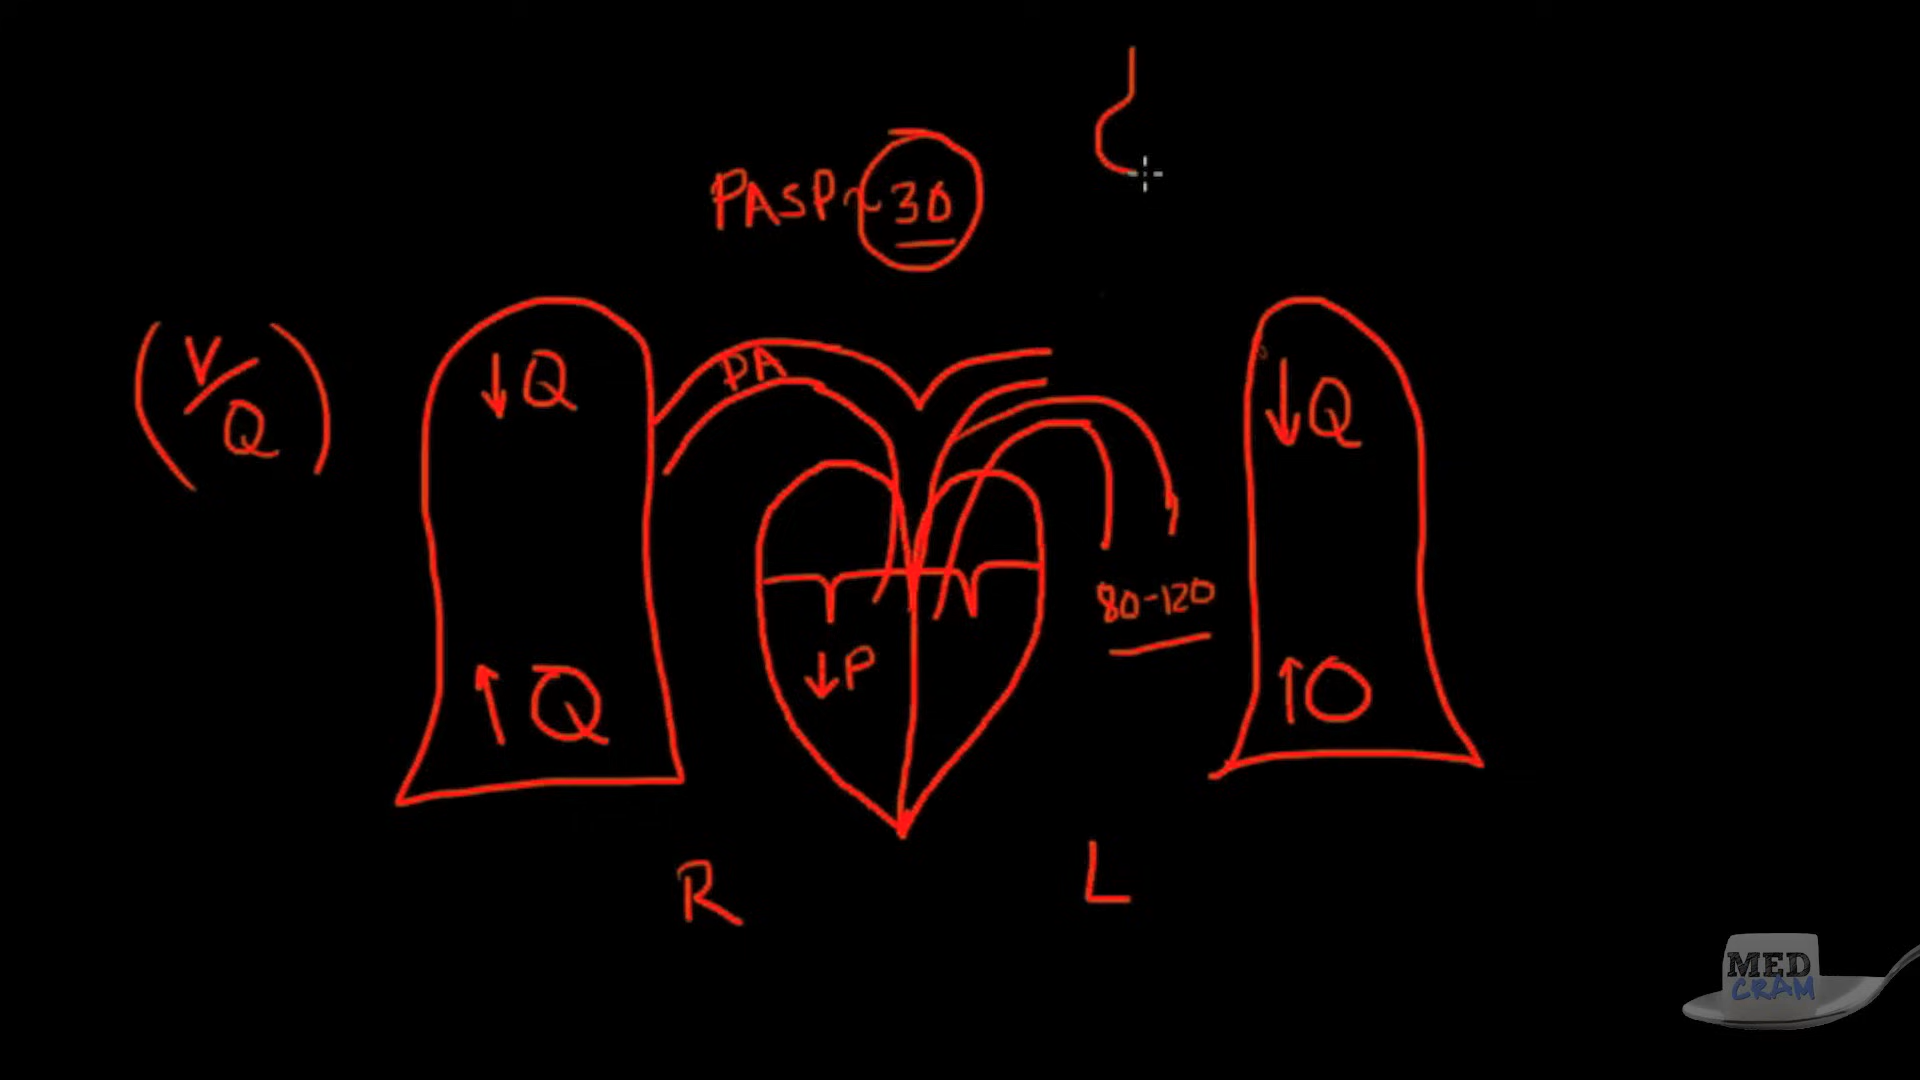 PASP~30
(V/Q)
↓Q
PA
↓Q
80-120
↓P
↑Q
↑O
R
L
MED
CRAM